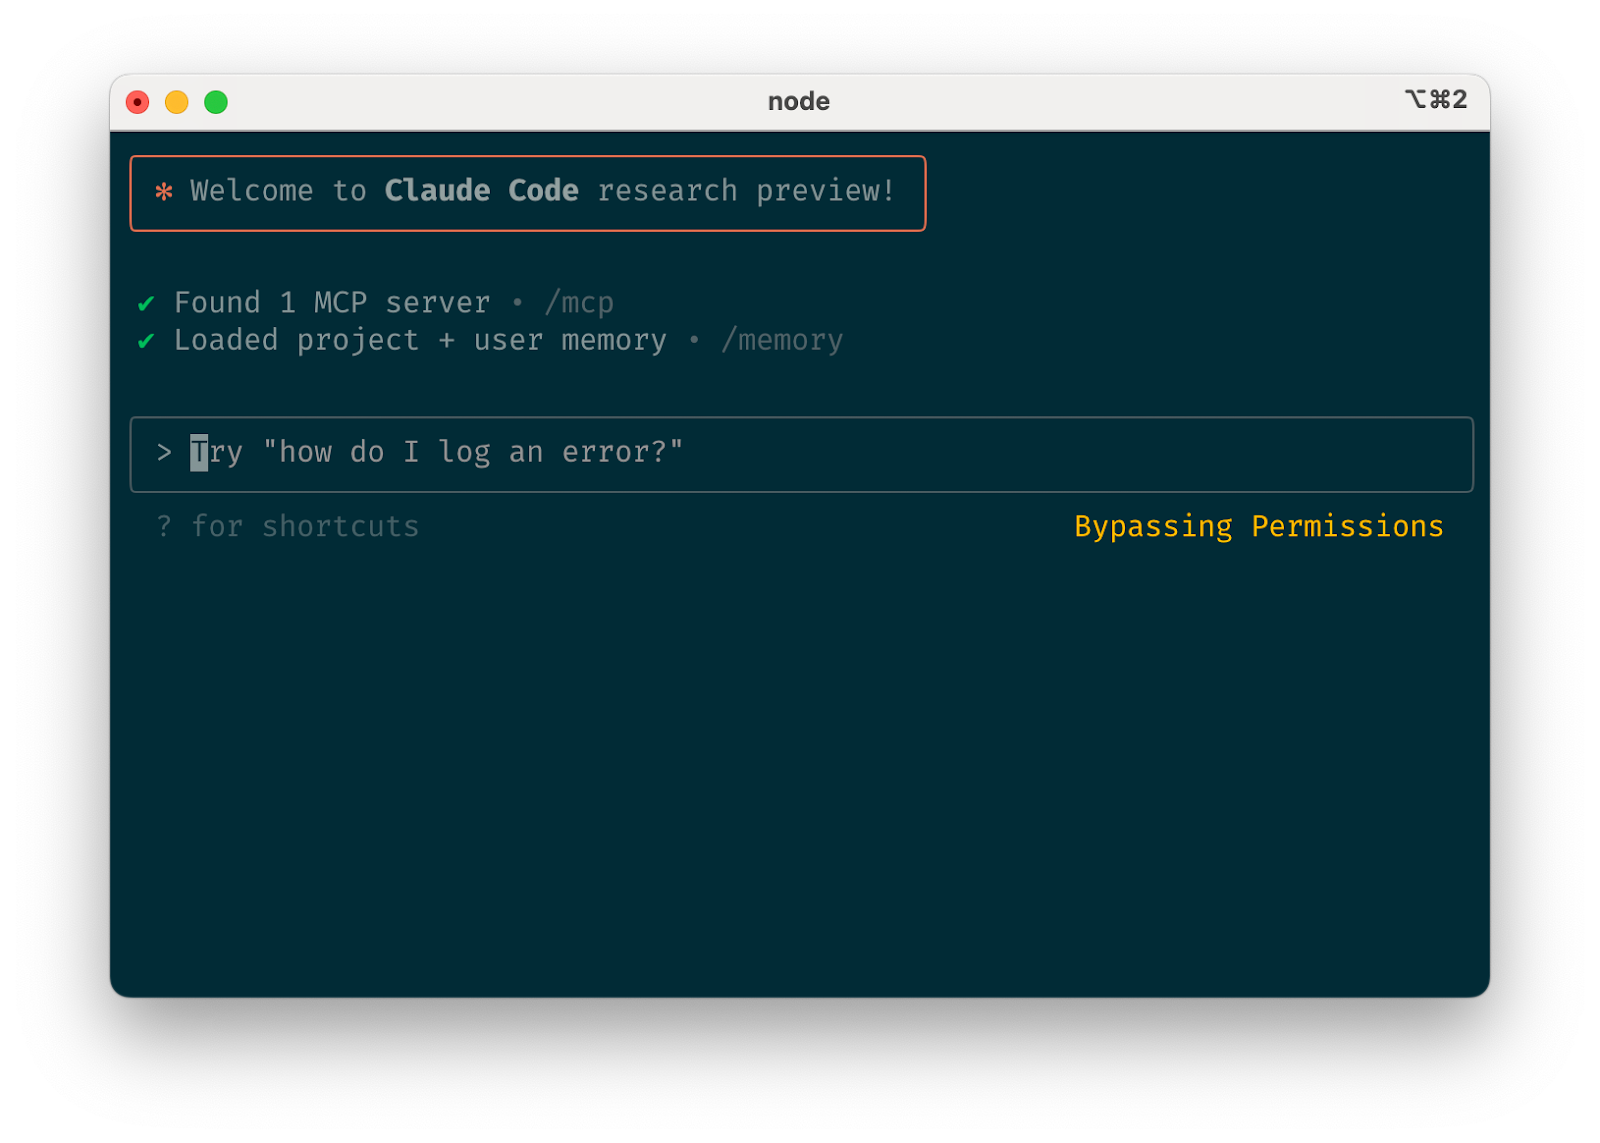 node
⌥⌘2
✻ Welcome to Claude Code research preview!
✔ Found 1 MCP server • /mcp
✔ Loaded project + user memory • /memory
> Try "how do I log an error?"
? for shortcuts
Bypassing Permissions